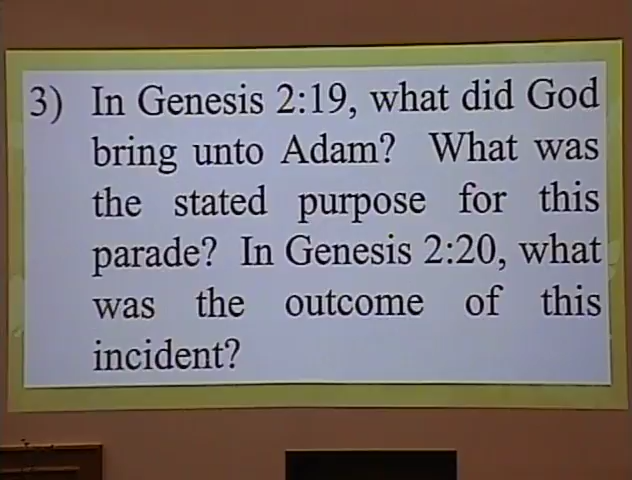 3) In Genesis 2:19, what did God
bring unto Adam? What was
the stated purpose for this
parade? In Genesis 2:20, what
was the outcome of this
incident?